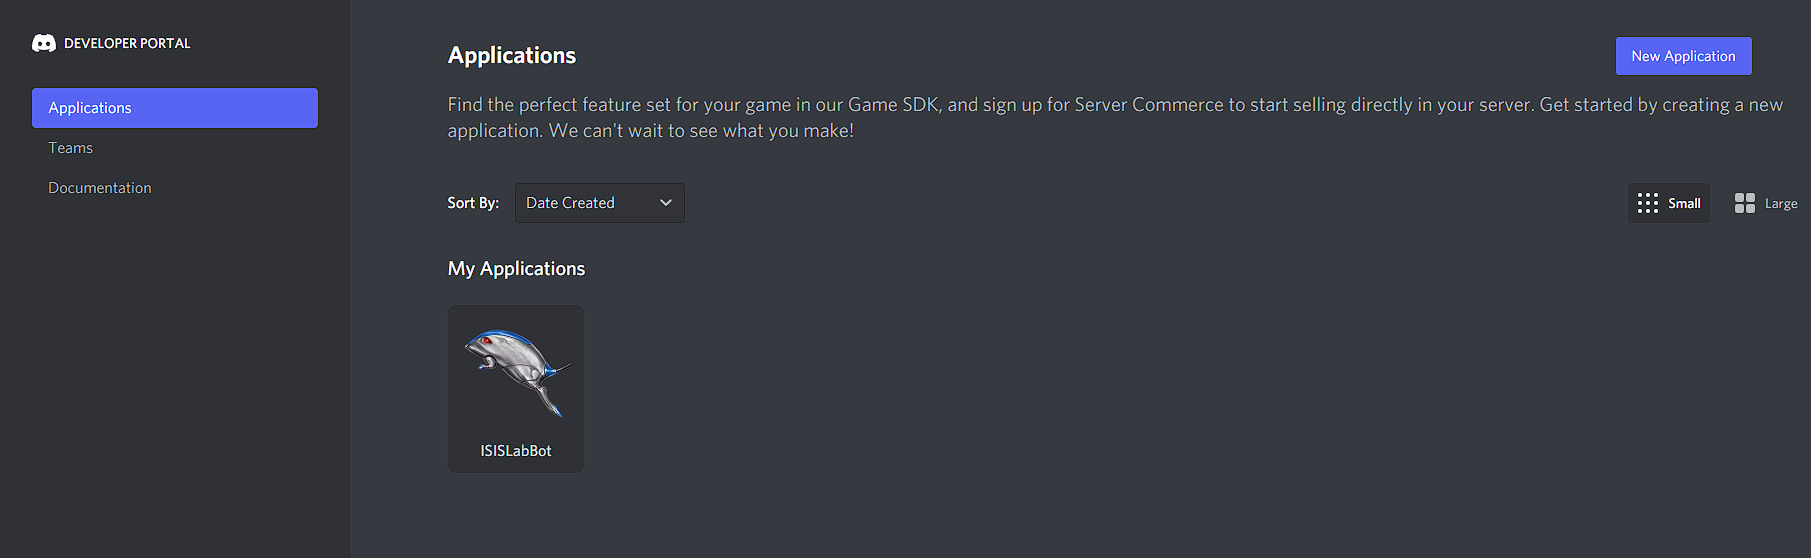 DEVELOPER PORTAL
Applications
Teams
Documentation
Applications
New Application
Find the perfect feature set for your game in our Game SDK, and sign up for Server Commerce to start selling directly in your server. Get started by creating a new
application. We can't wait to see what you make!
Sort By: Date Created
Small Large
My Applications
ISISLabBot